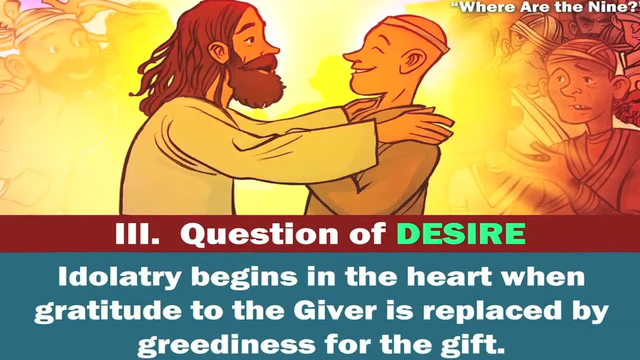 "Where Are the Nine?"
III. Question of DESIRE
Idolatry begins in the heart when
gratitude to the Giver is replaced by
greediness for the gift.